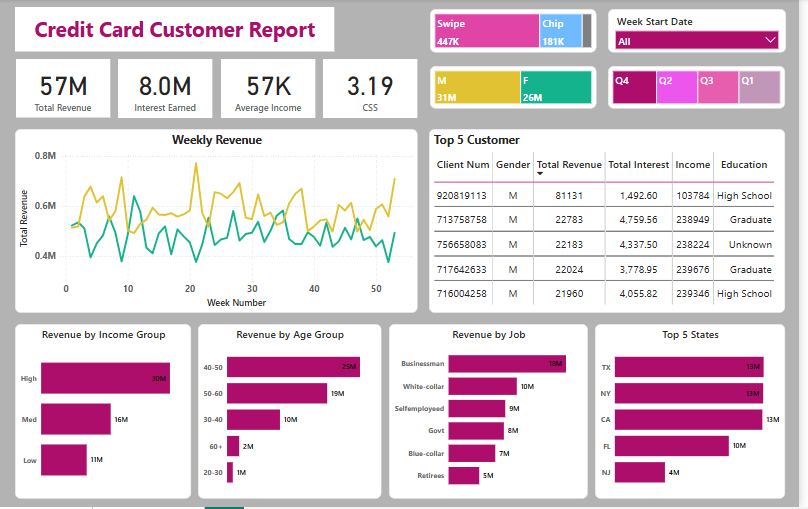 Credit Card Customer Report
Swipe
447K
Chip
181K
Week Start Date
All
57M
Total Revenue
8.0M
Interest Earned
57K
Average Income
3.19
CSS
M
31M
F
26M
Q4 Q2 Q3 Q1
Weekly Revenue
Total Revenue
0.8M
0.6M
0.4M
0 10 20 30 40 50
Week Number
Top 5 Customer
Client Num Gender Total Revenue Total Interest Income Education
920819113 M 81131 1,492.60 103784 High School
713758758 M 22783 4,759.56 238949 Graduate
756658083 M 22183 4,337.50 238224 Unknown
717642633 M 22024 3,778.95 239676 Graduate
716004258 M 21960 4,055.82 239346 High School
Revenue by Income Group
High 30M
Med 16M
Low 11M
Revenue by Age Group
40-50 25M
50-60 19M
30-40 10M
60+ 2M
20-30 1M
Revenue by Job
Businessman 18M
White-collar 10M
Selfemployeed 9M
Govt 8M
Blue-collar 7M
Retirees 5M
Top 5 States
TX 13M
NY 13M
CA 13M
FL 10M
NJ 4M